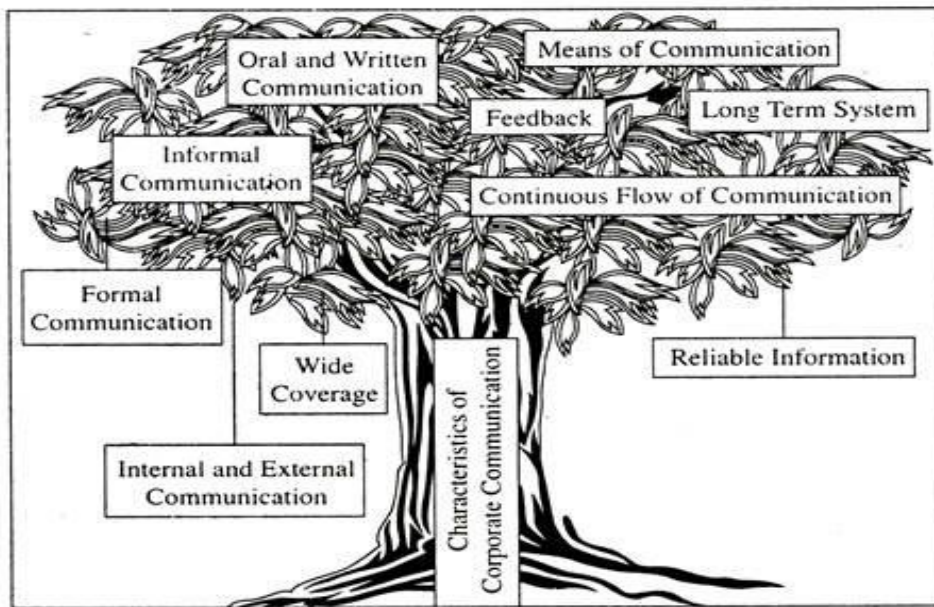 Means of Communication
Oral and Written
Communication
Feedback
Long Term System
Informal
Communication
Continuous Flow of Communication
Formal
Communication
Reliable Information
Wide
Coverage
Internal and External
Communication
Characteristics of
Corporate Communication